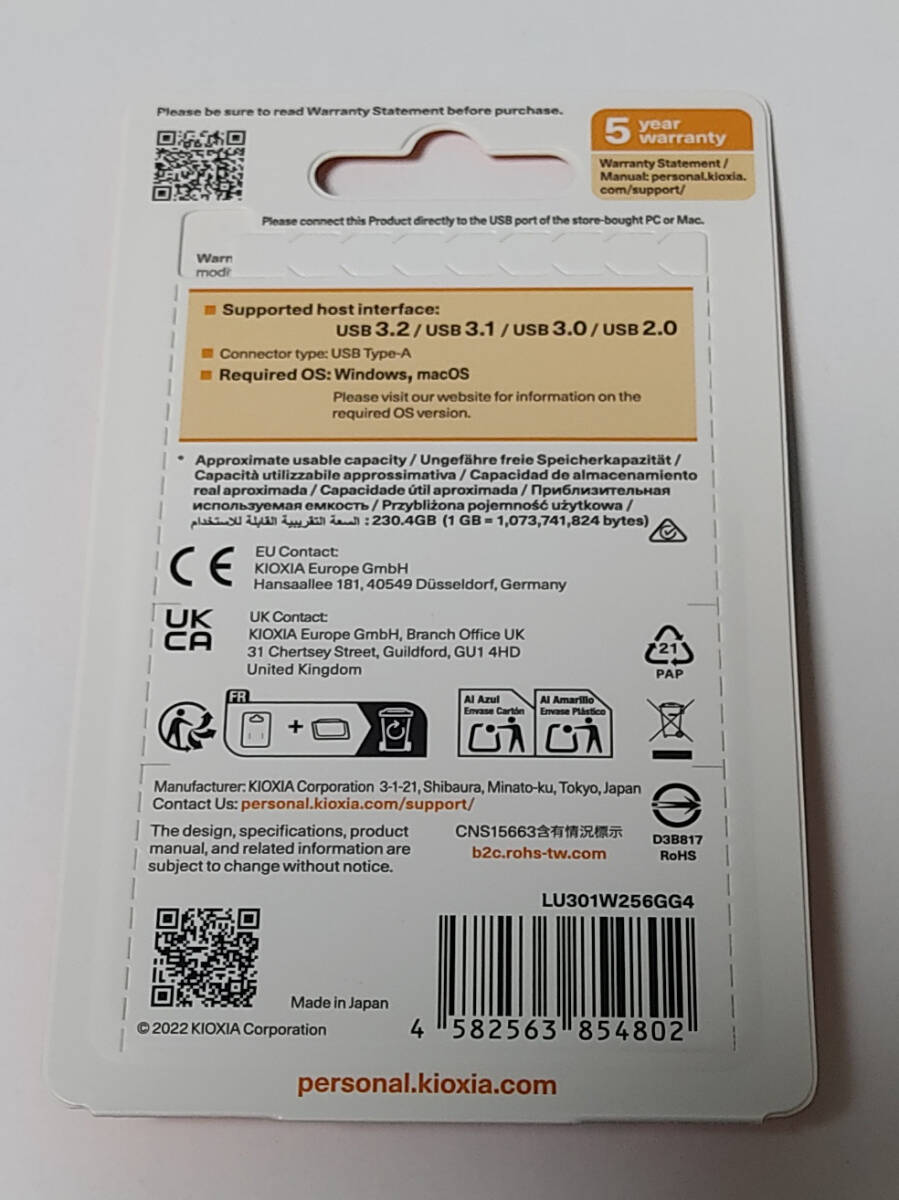 Please be sure to read Warranty Statement before purchase.
5 year warranty
Warranty Statement /
Manual: personal.kioxia.
com/support/
Please connect this Product directly to the USB port of the store-bought PC or Mac.
Warn
modi
Supported host interface:
USB 3.2 / USB 3.1 / USB 3.0 / USB 2.0
Connector type: USB Type-A
Required OS: Windows, macOS
Please visit our website for information on the
required OS version.
* Approximate usable capacity / Ungefähre freie Speicherkapazität /
Capacità utilizzabile approssimativa / Capacidad de almacenamiento
real aproximada / Capacidade útil aproximada / Приблизительная
используемая емкость / Przybliżona pojemność użytkowa /
السعة التقريبية القابلة للاستخدام : 230.4GB (1 GB = 1,073,741,824 bytes)
CE
EU Contact:
KIOXIA Europe GmbH
Hansaallee 181, 40549 Düsseldorf, Germany
UK
CA
UK Contact:
KIOXIA Europe GmbH, Branch Office UK
31 Chertsey Street, Guildford, GU1 4HD
United Kingdom
21
PAP
FR
+
Al Azul
Envase Cartón
Al Amarillo
Envase Plástico
Manufacturer: KIOXIA Corporation 3-1-21, Shibaura, Minato-ku, Tokyo, Japan
Contact Us: personal.kioxia.com/support/
The design, specifications, product
manual, and related information are
subject to change without notice.
CNS15663含有情況標示
b2c.rohs-tw.com
D3B817
RoHS
LU301W256GG4
Made in Japan
© 2022 KIOXIA Corporation
4 582563 854802
personal.kioxia.com